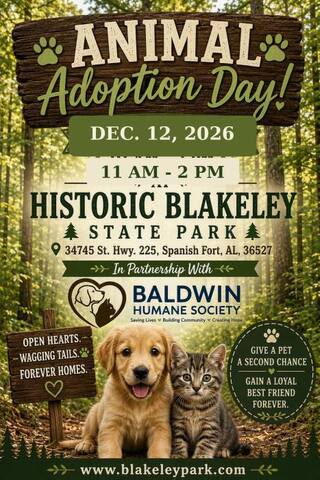 ANIMAL
Adoption Day!
DEC. 12, 2026
11 AM - 2 PM
HISTORIC BLAKELEY
STATE PARK
34745 St. Hwy. 225, Spanish Fort, AL, 36527
In Partnership With
BALDWIN
HUMANE SOCIETY
Saving Lives ♥ Building Community ♥ Creating Hope
OPEN HEARTS.
WAGGING TAILS.
FOREVER HOMES.
GIVE A PET
A SECOND CHANCE
GAIN A LOYAL
BEST FRIEND
FOREVER.
www.blakeleypark.com